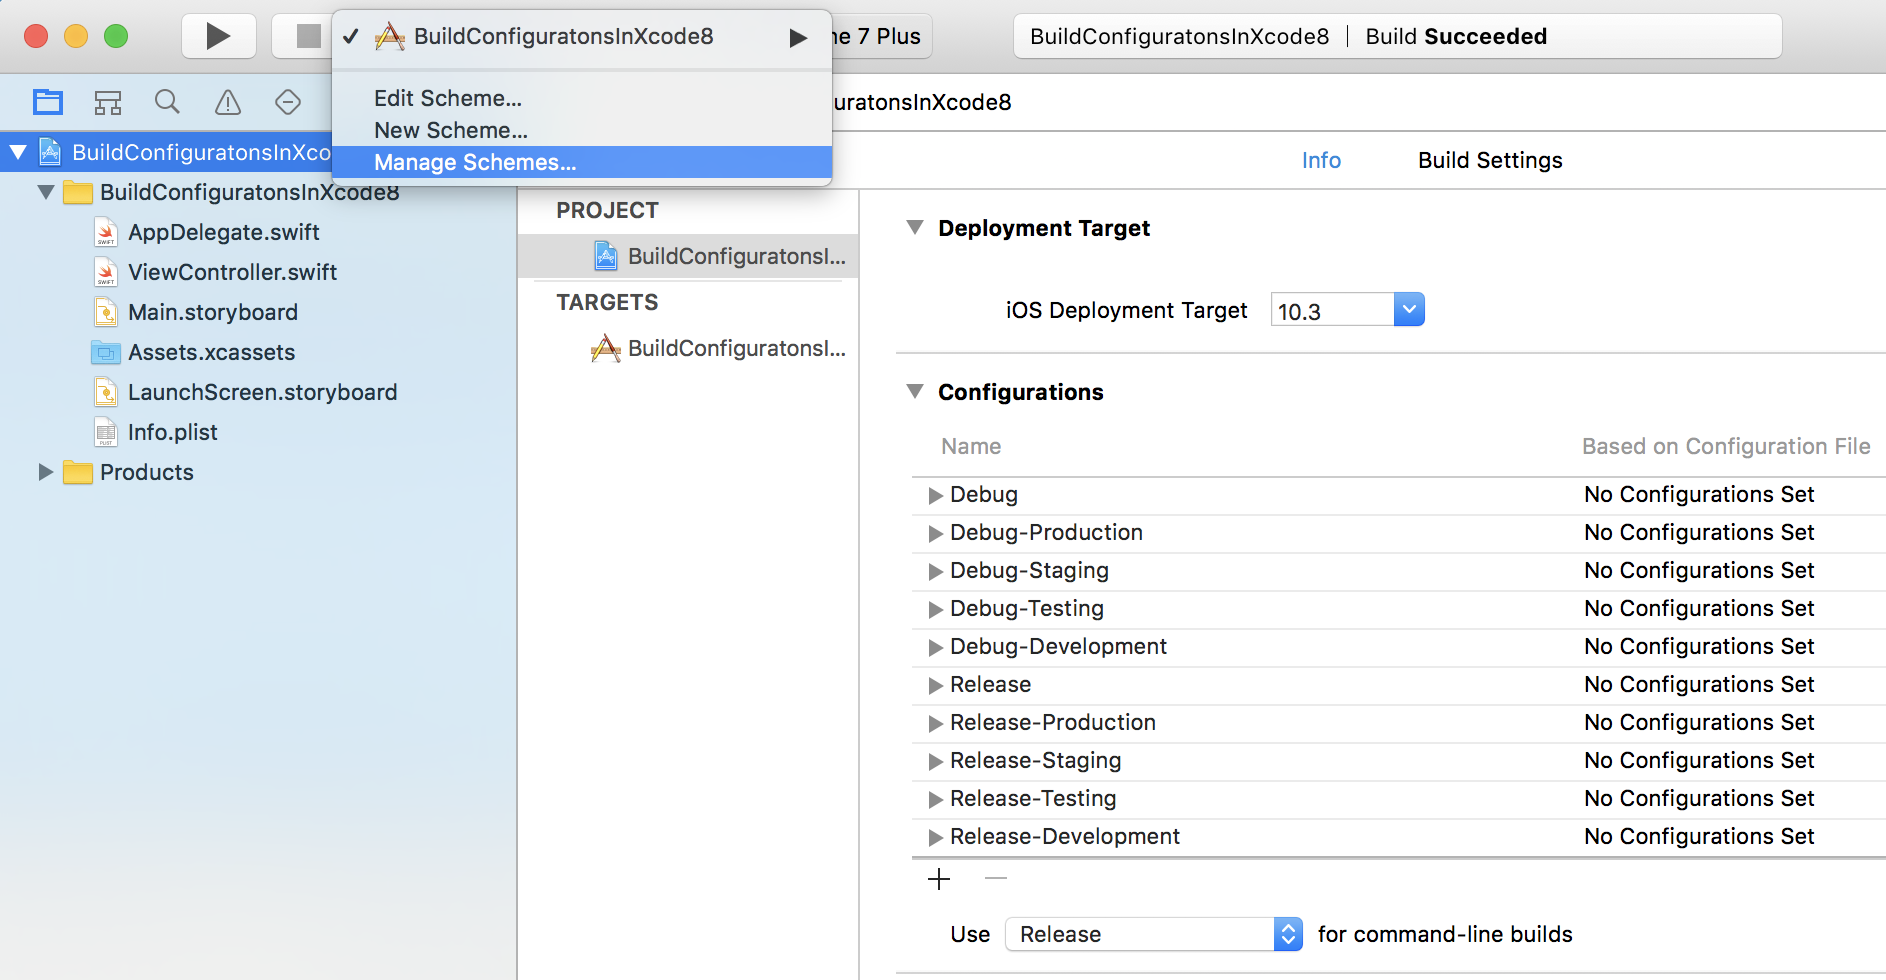 BuildConfiguratonsInXcode8
Edit Scheme...
New Scheme...
Manage Schemes...
ne 7 Plus
BuildConfiguratonsInXcode8 | Build Succeeded
uratonsInXcode8
BuildConfiguratonsInXco
BuildConfiguratonsInXcode8
AppDelegate.swift
ViewController.swift
Main.storyboard
Assets.xcassets
LaunchScreen.storyboard
Info.plist
Products
PROJECT
BuildConfiguratonsI...
TARGETS
BuildConfiguratonsI...
Info Build Settings
Deployment Target
iOS Deployment Target 10.3
Configurations
Name Based on Configuration File
Debug No Configurations Set
Debug-Production No Configurations Set
Debug-Staging No Configurations Set
Debug-Testing No Configurations Set
Debug-Development No Configurations Set
Release No Configurations Set
Release-Production No Configurations Set
Release-Staging No Configurations Set
Release-Testing No Configurations Set
Release-Development No Configurations Set
Use Release for command-line builds